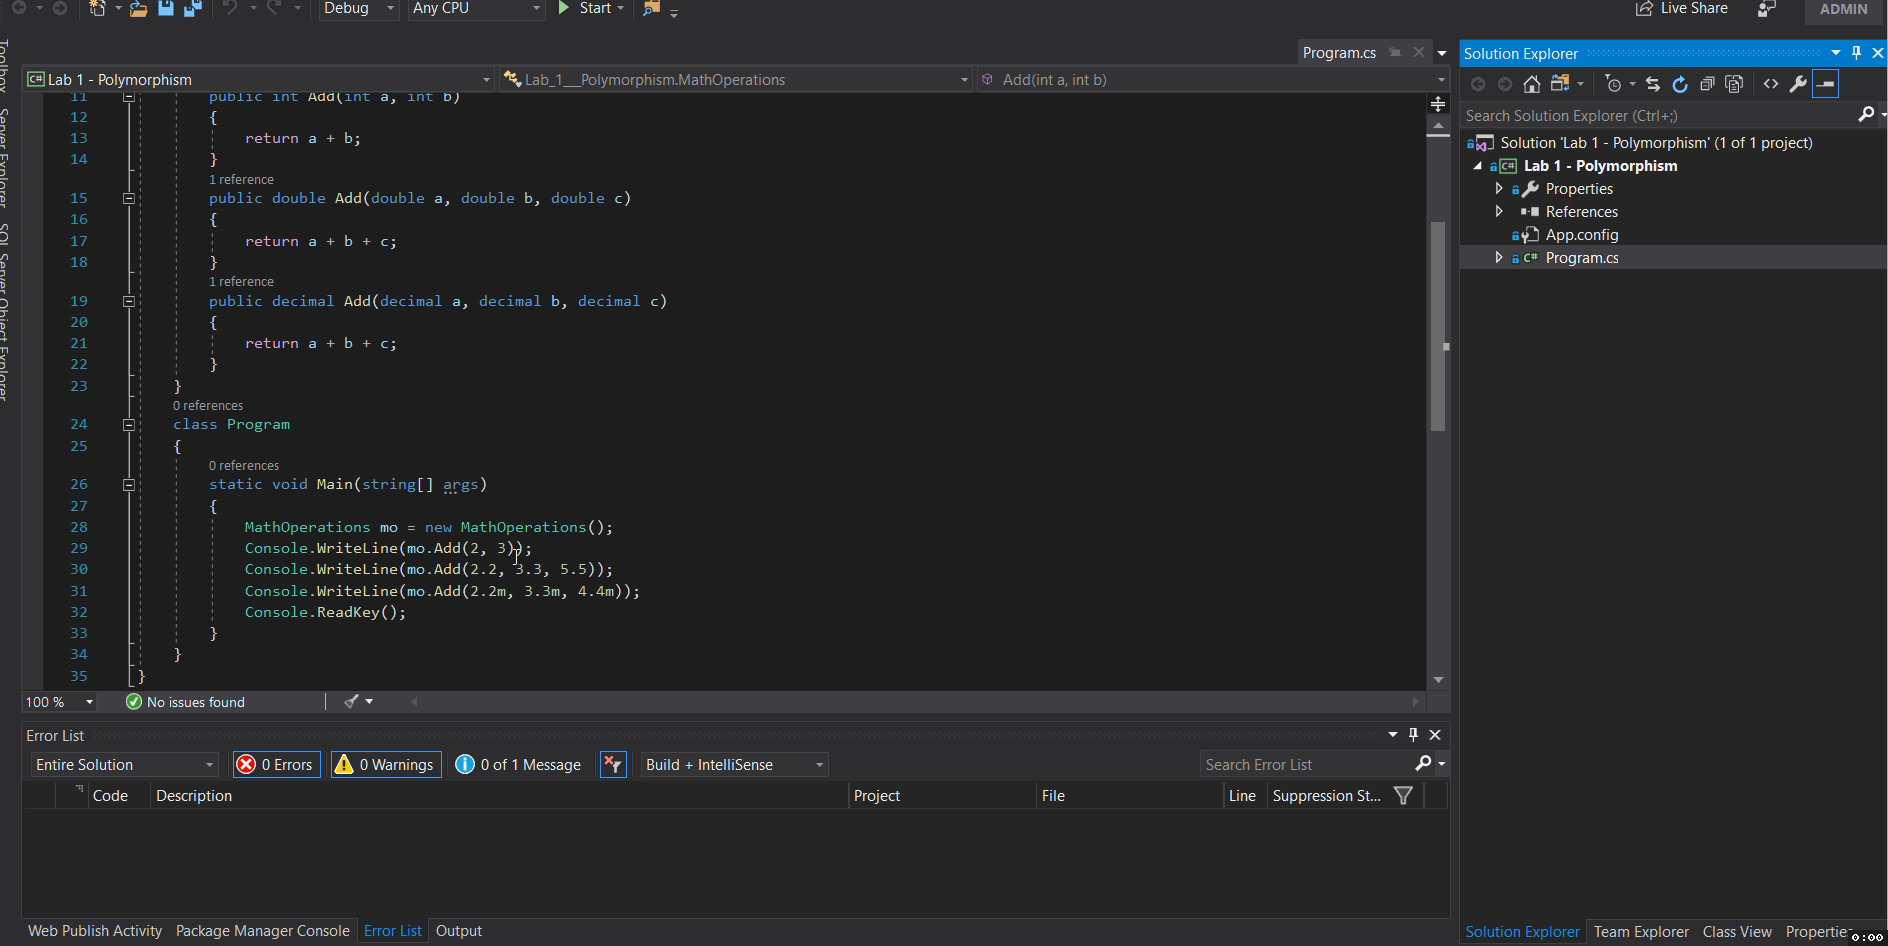 Debug
Any CPU
Start
Live Share
ADMIN
Toolbox
Server Explorer
SQL Server Object Explorer
Program.cs
Lab 1 - Polymorphism
Lab_1___Polymorphism.MathOperations
Add(int a, int b)
11 public int Add(int a, int b)
12 {
13 return a + b;
14 }
1 reference
15 public double Add(double a, double b, double c)
16 {
17 return a + b + c;
18 }
1 reference
19 public decimal Add(decimal a, decimal b, decimal c)
20 {
21 return a + b + c;
22 }
23 }
0 references
24 class Program
25 {
0 references
26 static void Main(string[] args)
27 {
28 MathOperations mo = new MathOperations();
29 Console.WriteLine(mo.Add(2, 3));
30 Console.WriteLine(mo.Add(2.2, 3.3, 5.5));
31 Console.WriteLine(mo.Add(2.2m, 3.3m, 4.4m));
32 Console.ReadKey();
33 }
34 }
35 }
100 %
No issues found
Error List
Entire Solution
0 Errors
0 Warnings
0 of 1 Message
Build + IntelliSense
Search Error List
Code
Description
Project
File
Line
Suppression St...
Web Publish Activity
Package Manager Console
Error List
Output
Solution Explorer
Search Solution Explorer (Ctrl+;)
Solution 'Lab 1 - Polymorphism' (1 of 1 project)
Lab 1 - Polymorphism
Properties
References
App.config
Program.cs
Solution Explorer
Team Explorer
Class View
Propertie
0:00